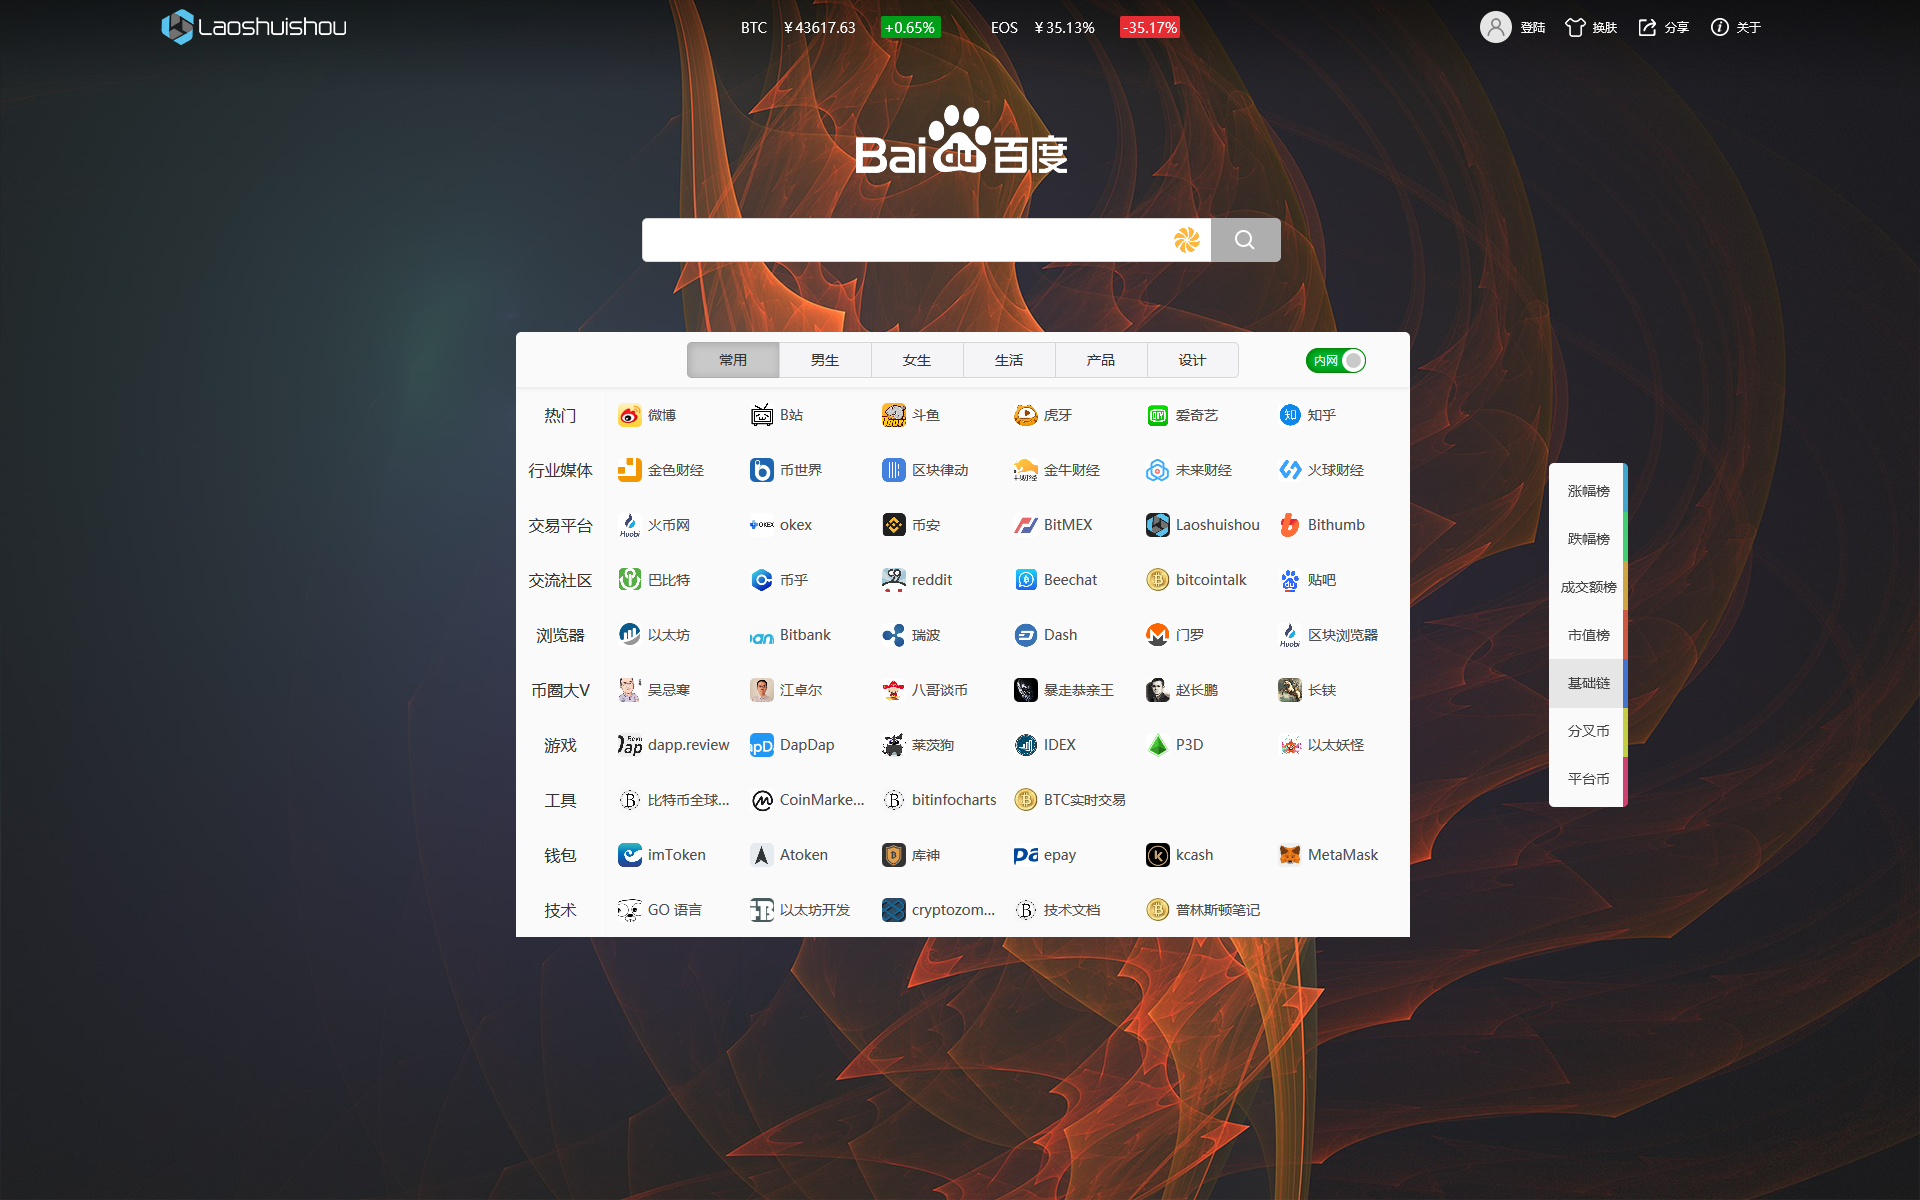 Laoshuishou BTC ¥43617.63 +0.65% EOS ¥35.13% -35.17% 登陆 换肤 分享 关于
Bai du 百度
常用 男生 女生 生活 产品 设计 内网
热门 微博 B站 斗鱼 虎牙 爱奇艺 知乎
行业媒体 金色财经 币世界 区块律动 金牛财经 未来财经 火球财经
交易平台 火币网 okex 币安 BitMEX Laoshuishou Bithumb
交流社区 巴比特 币乎 reddit Beechat bitcointalk 贴吧
浏览器 以太坊 Bitbank 瑞波 Dash 门罗 区块浏览器
币圈大V 吴忌寒 江卓尔 八哥谈币 暴走恭亲王 赵长鹏 长铗
游戏 dapp.review DapDap 莱茨狗 IDEX P3D 以太妖怪
工具 比特币全球... CoinMarke... bitinfocharts BTC实时交易
钱包 imToken Atoken 库神 epay kcash MetaMask
技术 GO 语言 以太坊开发 cryptozom... 技术文档 普林斯顿笔记
涨幅榜
跌幅榜
成交额榜
市值榜
基础链
分叉币
平台币